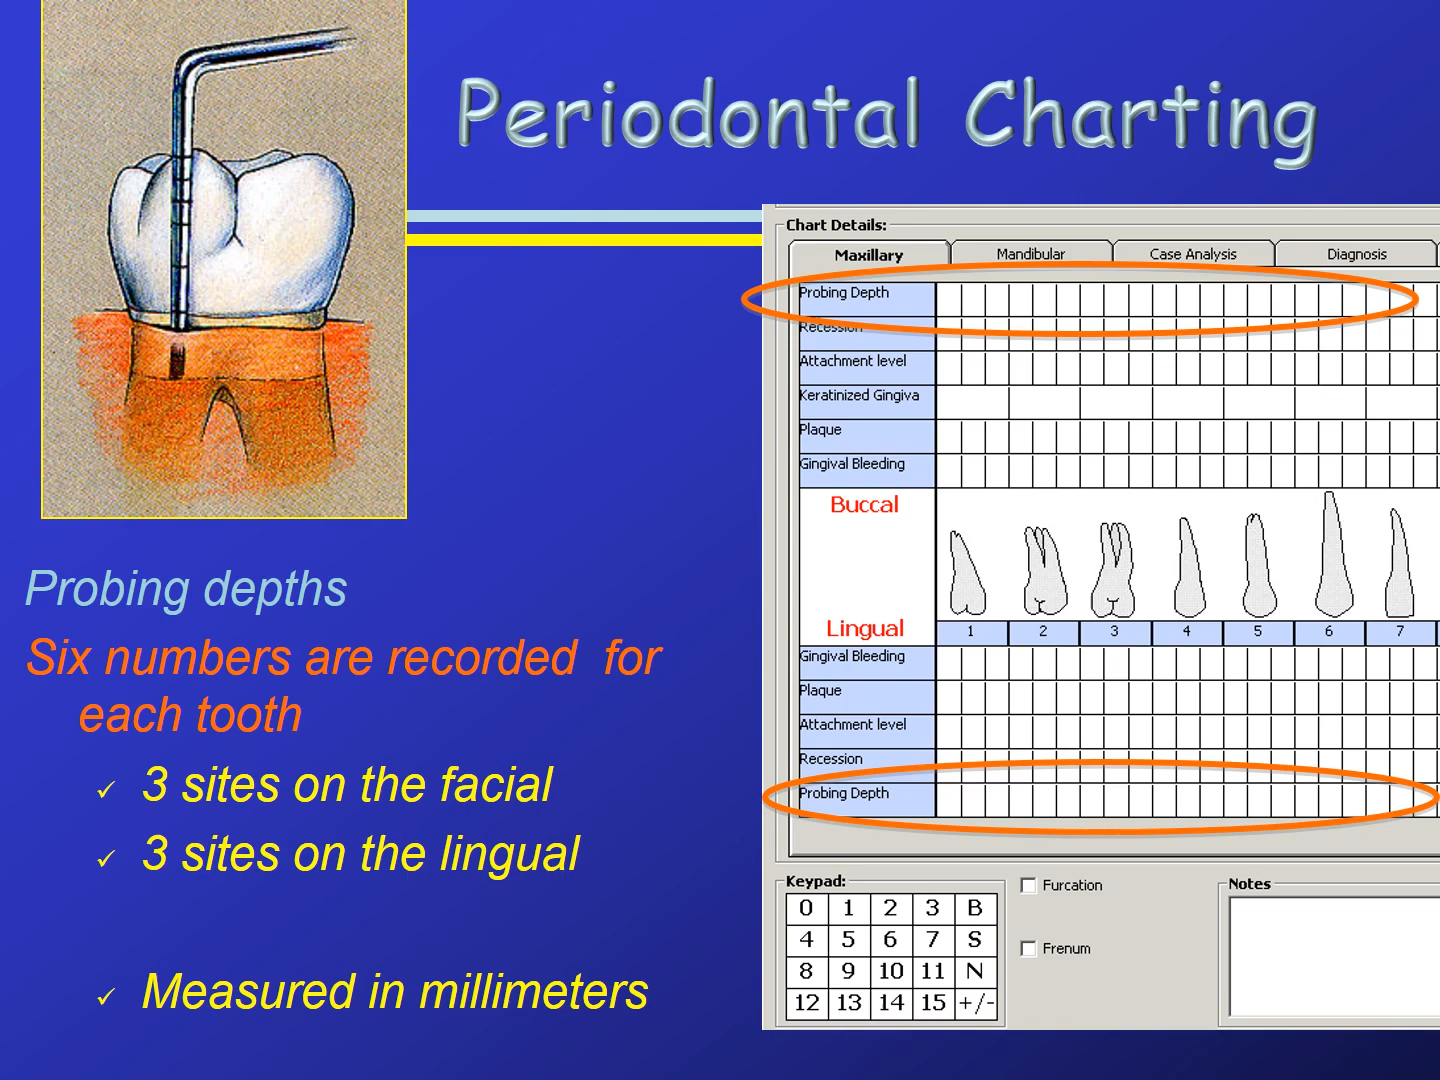 Periodontal Charting
Probing depths
Six numbers are recorded for
each tooth
✓ 3 sites on the facial
✓ 3 sites on the lingual
✓ Measured in millimeters
Chart Details:
Maxillary Mandibular Case Analysis Diagnosis
Probing Depth
Recession
Attachment level
Keratinized Gingiva
Plaque
Gingival Bleeding
Buccal
Lingual
1 2 3 4 5 6 7
Gingival Bleeding
Plaque
Attachment level
Recession
Probing Depth
Keypad:
0 1 2 3 B
4 5 6 7 S
8 9 10 11 N
12 13 14 15 +/-
Furcation
Frenum
Notes